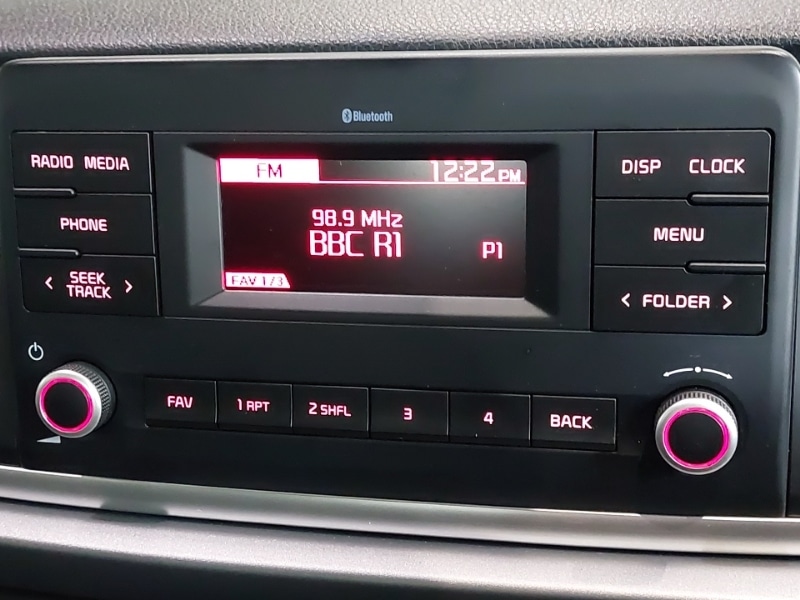 Bluetooth
RADIO MEDIA
PHONE
< SEEK >
TRACK
FM 12:22 PM
98.9 MHz
BBC R1 P1
FAV 1/3
DISP CLOCK
MENU
< FOLDER >
FAV 1 RPT 2 SHFL 3 4 BACK